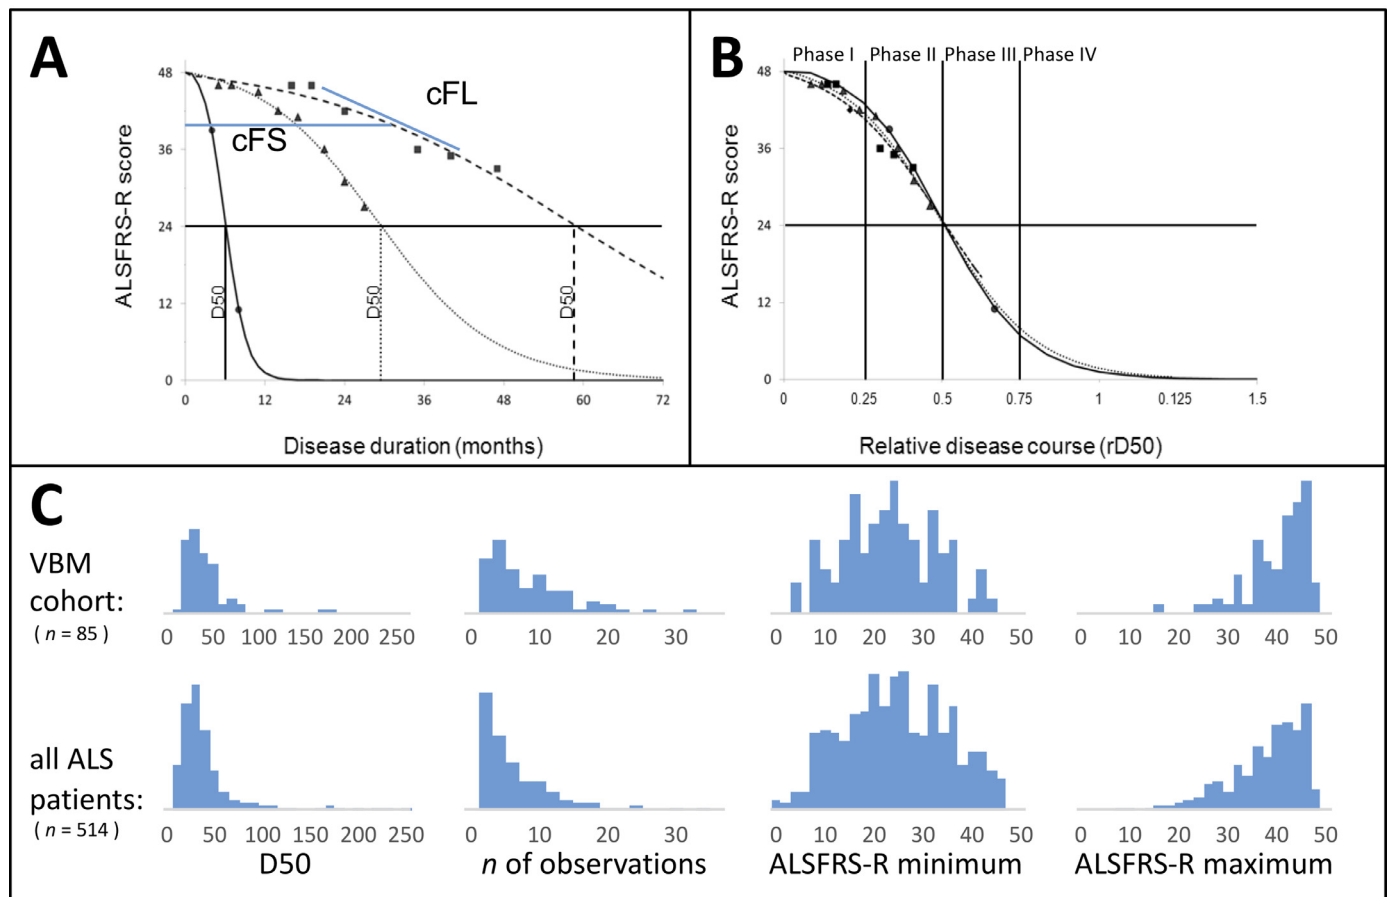 A
ALSFRS-R score
48
36
24
12
0
cFL
cFS
D50
D50
D50
0 12 24 36 48 60 72
Disease duration (months)
B
Phase I Phase II Phase III Phase IV
ALSFRS-R score
48
36
24
12
0
0 0.25 0.5 0.75 1 0.125 1.5
Relative disease course (rD50)
C
VBM
cohort:
( n = 85 )
0 50 100 150 200 250
0 10 20 30
0 10 20 30 40 50
0 10 20 30 40 50
all ALS
patients:
( n = 514 )
0 50 100 150 200 250
0 10 20 30
0 10 20 30 40 50
0 10 20 30 40 50
D50
n of observations
ALSFRS-R minimum
ALSFRS-R maximum